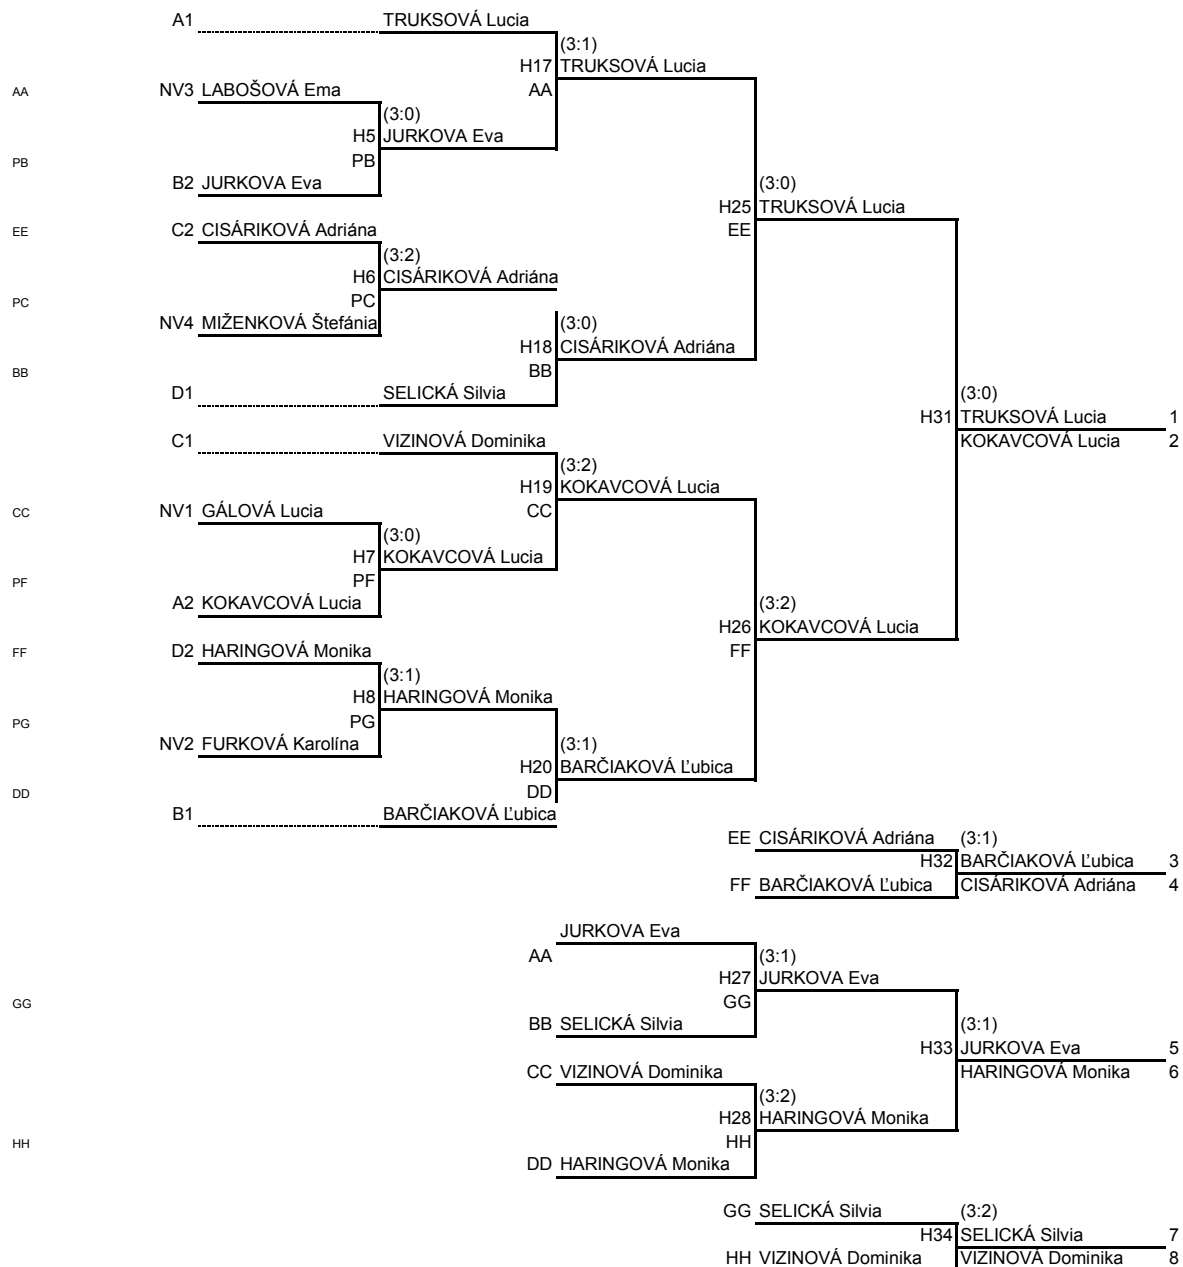 A1 TRUKSOVÁ Lucia
(3:1)
H17 TRUKSOVÁ Lucia
AA NV3 LABOŠOVÁ Ema AA
(3:0)
H5 JURKOVA Eva
PB PB
B2 JURKOVA Eva (3:0)
H25 TRUKSOVÁ Lucia
EE C2 CISÁRIKOVÁ Adriána EE
(3:2)
H6 CISÁRIKOVÁ Adriána
PC PC
NV4 MIŽENKOVÁ Štefánia (3:0)
H18 CISÁRIKOVÁ Adriána
BB BB
D1 SELICKÁ Silvia (3:0)
H31 TRUKSOVÁ Lucia 1
C1 VIZINOVÁ Dominika KOKAVCOVÁ Lucia 2
(3:2)
H19 KOKAVCOVÁ Lucia
CC NV1 GÁLOVÁ Lucia CC
(3:0)
H7 KOKAVCOVÁ Lucia
PF PF
A2 KOKAVCOVÁ Lucia (3:2)
H26 KOKAVCOVÁ Lucia
FF D2 HARINGOVÁ Monika FF
(3:1)
H8 HARINGOVÁ Monika
PG PG
NV2 FURKOVÁ Karolína (3:1)
H20 BARČIAKOVÁ Ľubica
DD DD
B1 BARČIAKOVÁ Ľubica
EE CISÁRIKOVÁ Adriána (3:1)
H32 BARČIAKOVÁ Ľubica 3
FF BARČIAKOVÁ Ľubica CISÁRIKOVÁ Adriána 4
JURKOVA Eva
AA (3:1)
H27 JURKOVA Eva
GG GG
BB SELICKÁ Silvia (3:1)
H33 JURKOVA Eva 5
CC VIZINOVÁ Dominika HARINGOVÁ Monika 6
(3:2)
H28 HARINGOVÁ Monika
HH HH
DD HARINGOVÁ Monika
GG SELICKÁ Silvia (3:2)
H34 SELICKÁ Silvia 7
HH VIZINOVÁ Dominika VIZINOVÁ Dominika 8